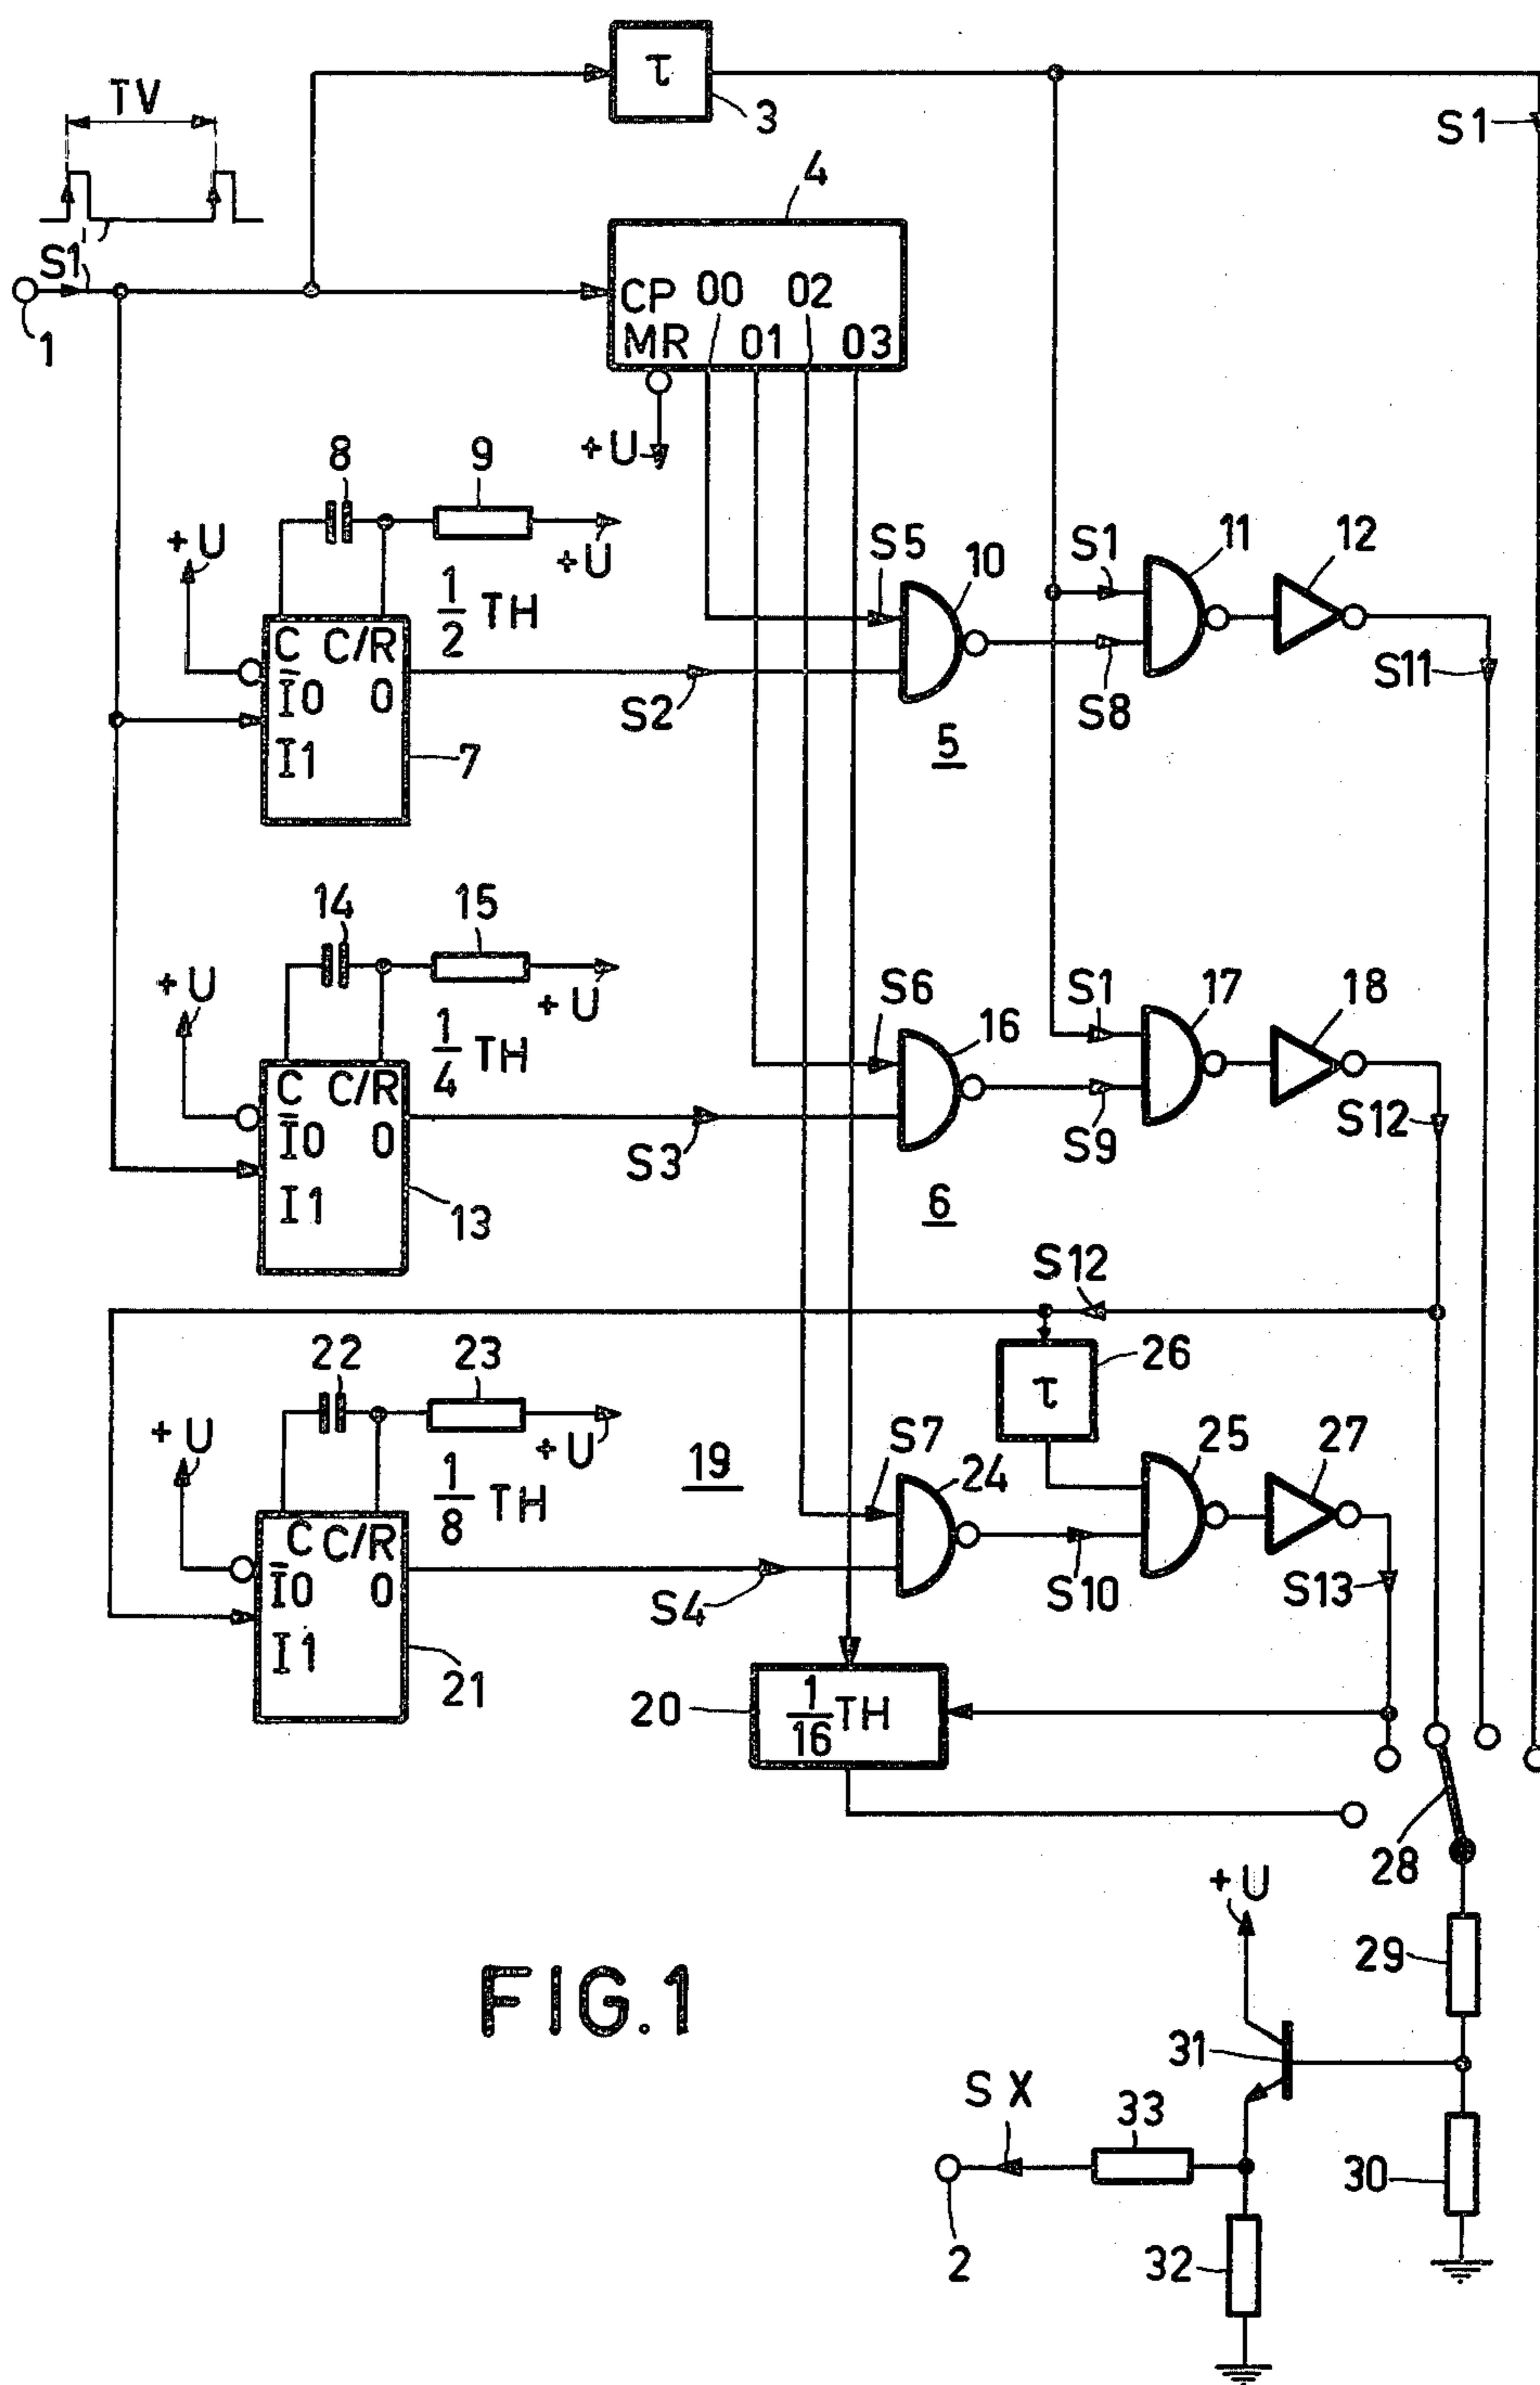 τ
3
TV
S1
4
S1
1
CP 00 02
MR 01 03
+U
8 9
+U
+U
1/2 TH
C C/R
I̅0 0
I1
7
S2
S5
10
S1
11
12
S8
S11
5
14 15
+U
+U
1/4 TH
C C/R
I̅0 0
I1
13
S3
S6
16
S1
17
18
S9
S12
6
S12
τ
26
22 23
+U
+U
1/8 TH
19
C C/R
I̅0 0
I1
21
S4
S7
24
25
27
S10
S13
20
1/16 TH
28
+U
29
FIG.1
31
S X
33
30
2
32